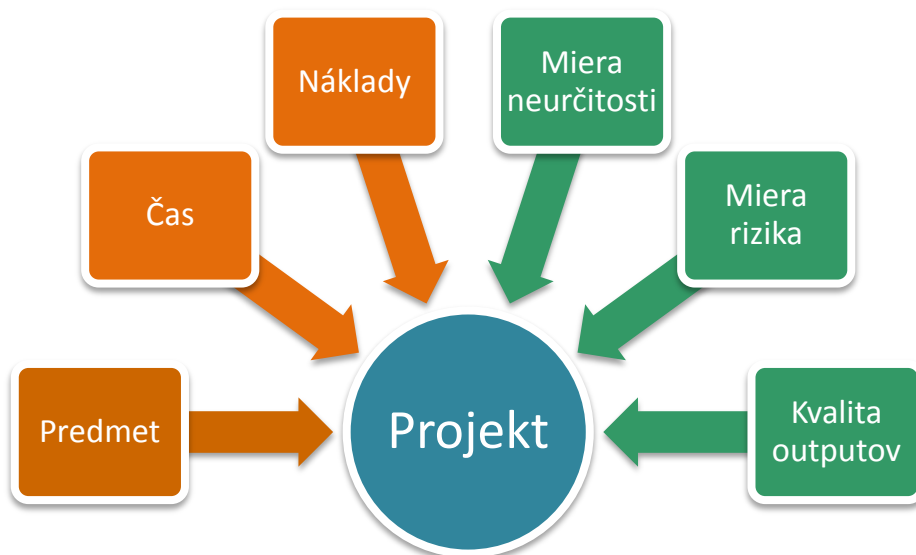 Náklady
Miera
neurčitosti
Čas
Miera
rizika
Predmet
Projekt
Kvalita
outputov